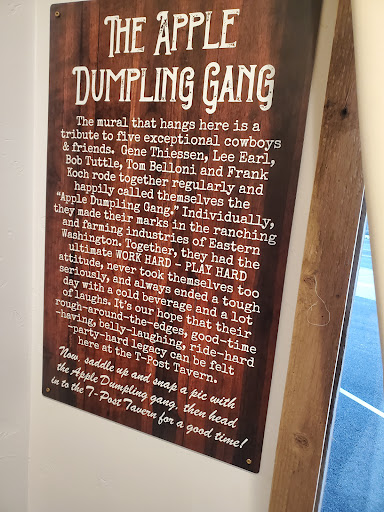 The Apple
Dumpling Gang
The mural that hangs here is a
tribute to five exceptional cowboys
& friends. Gene Thiessen, Lee Earl,
Bob Tuttle, Tom Belloni and Frank
Koch rode together regularly and
happily called themselves the
"Apple Dumpling Gang." Individually,
they made their marks in the ranching
and farming industries of Eastern
Washington. Together, they had the
ultimate WORK HARD - PLAY HARD
attitude, never took themselves too
seriously, and always ended a tough
day with a cold beverage and a lot
of laughs. It's our hope that their
rough-around-the-edges, good-time
-having, belly-laughing, ride-hard
-party-hard legacy can be felt
here at the T-Post Tavern.
Now, saddle up and snap a pic with
the Apple Dumpling gang, then head
in to the T-Post Tavern for a good time!